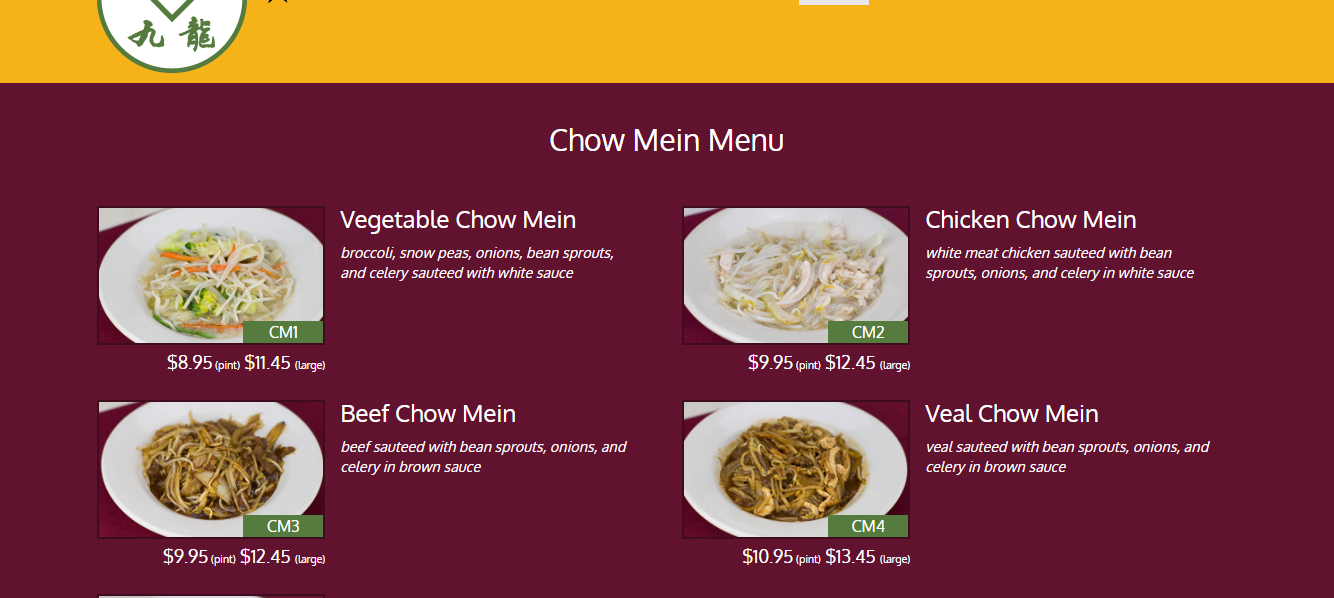 九 龍
Chow Mein Menu
Vegetable Chow Mein
broccoli, snow peas, onions, bean sprouts,
and celery sauteed with white sauce
CM1
$8.95 (pint) $11.45 (large)
Chicken Chow Mein
white meat chicken sauteed with bean
sprouts, onions, and celery in white sauce
CM2
$9.95 (pint) $12.45 (large)
Beef Chow Mein
beef sauteed with bean sprouts, onions, and
celery in brown sauce
CM3
$9.95 (pint) $12.45 (large)
Veal Chow Mein
veal sauteed with bean sprouts, onions, and
celery in brown sauce
CM4
$10.95 (pint) $13.45 (large)